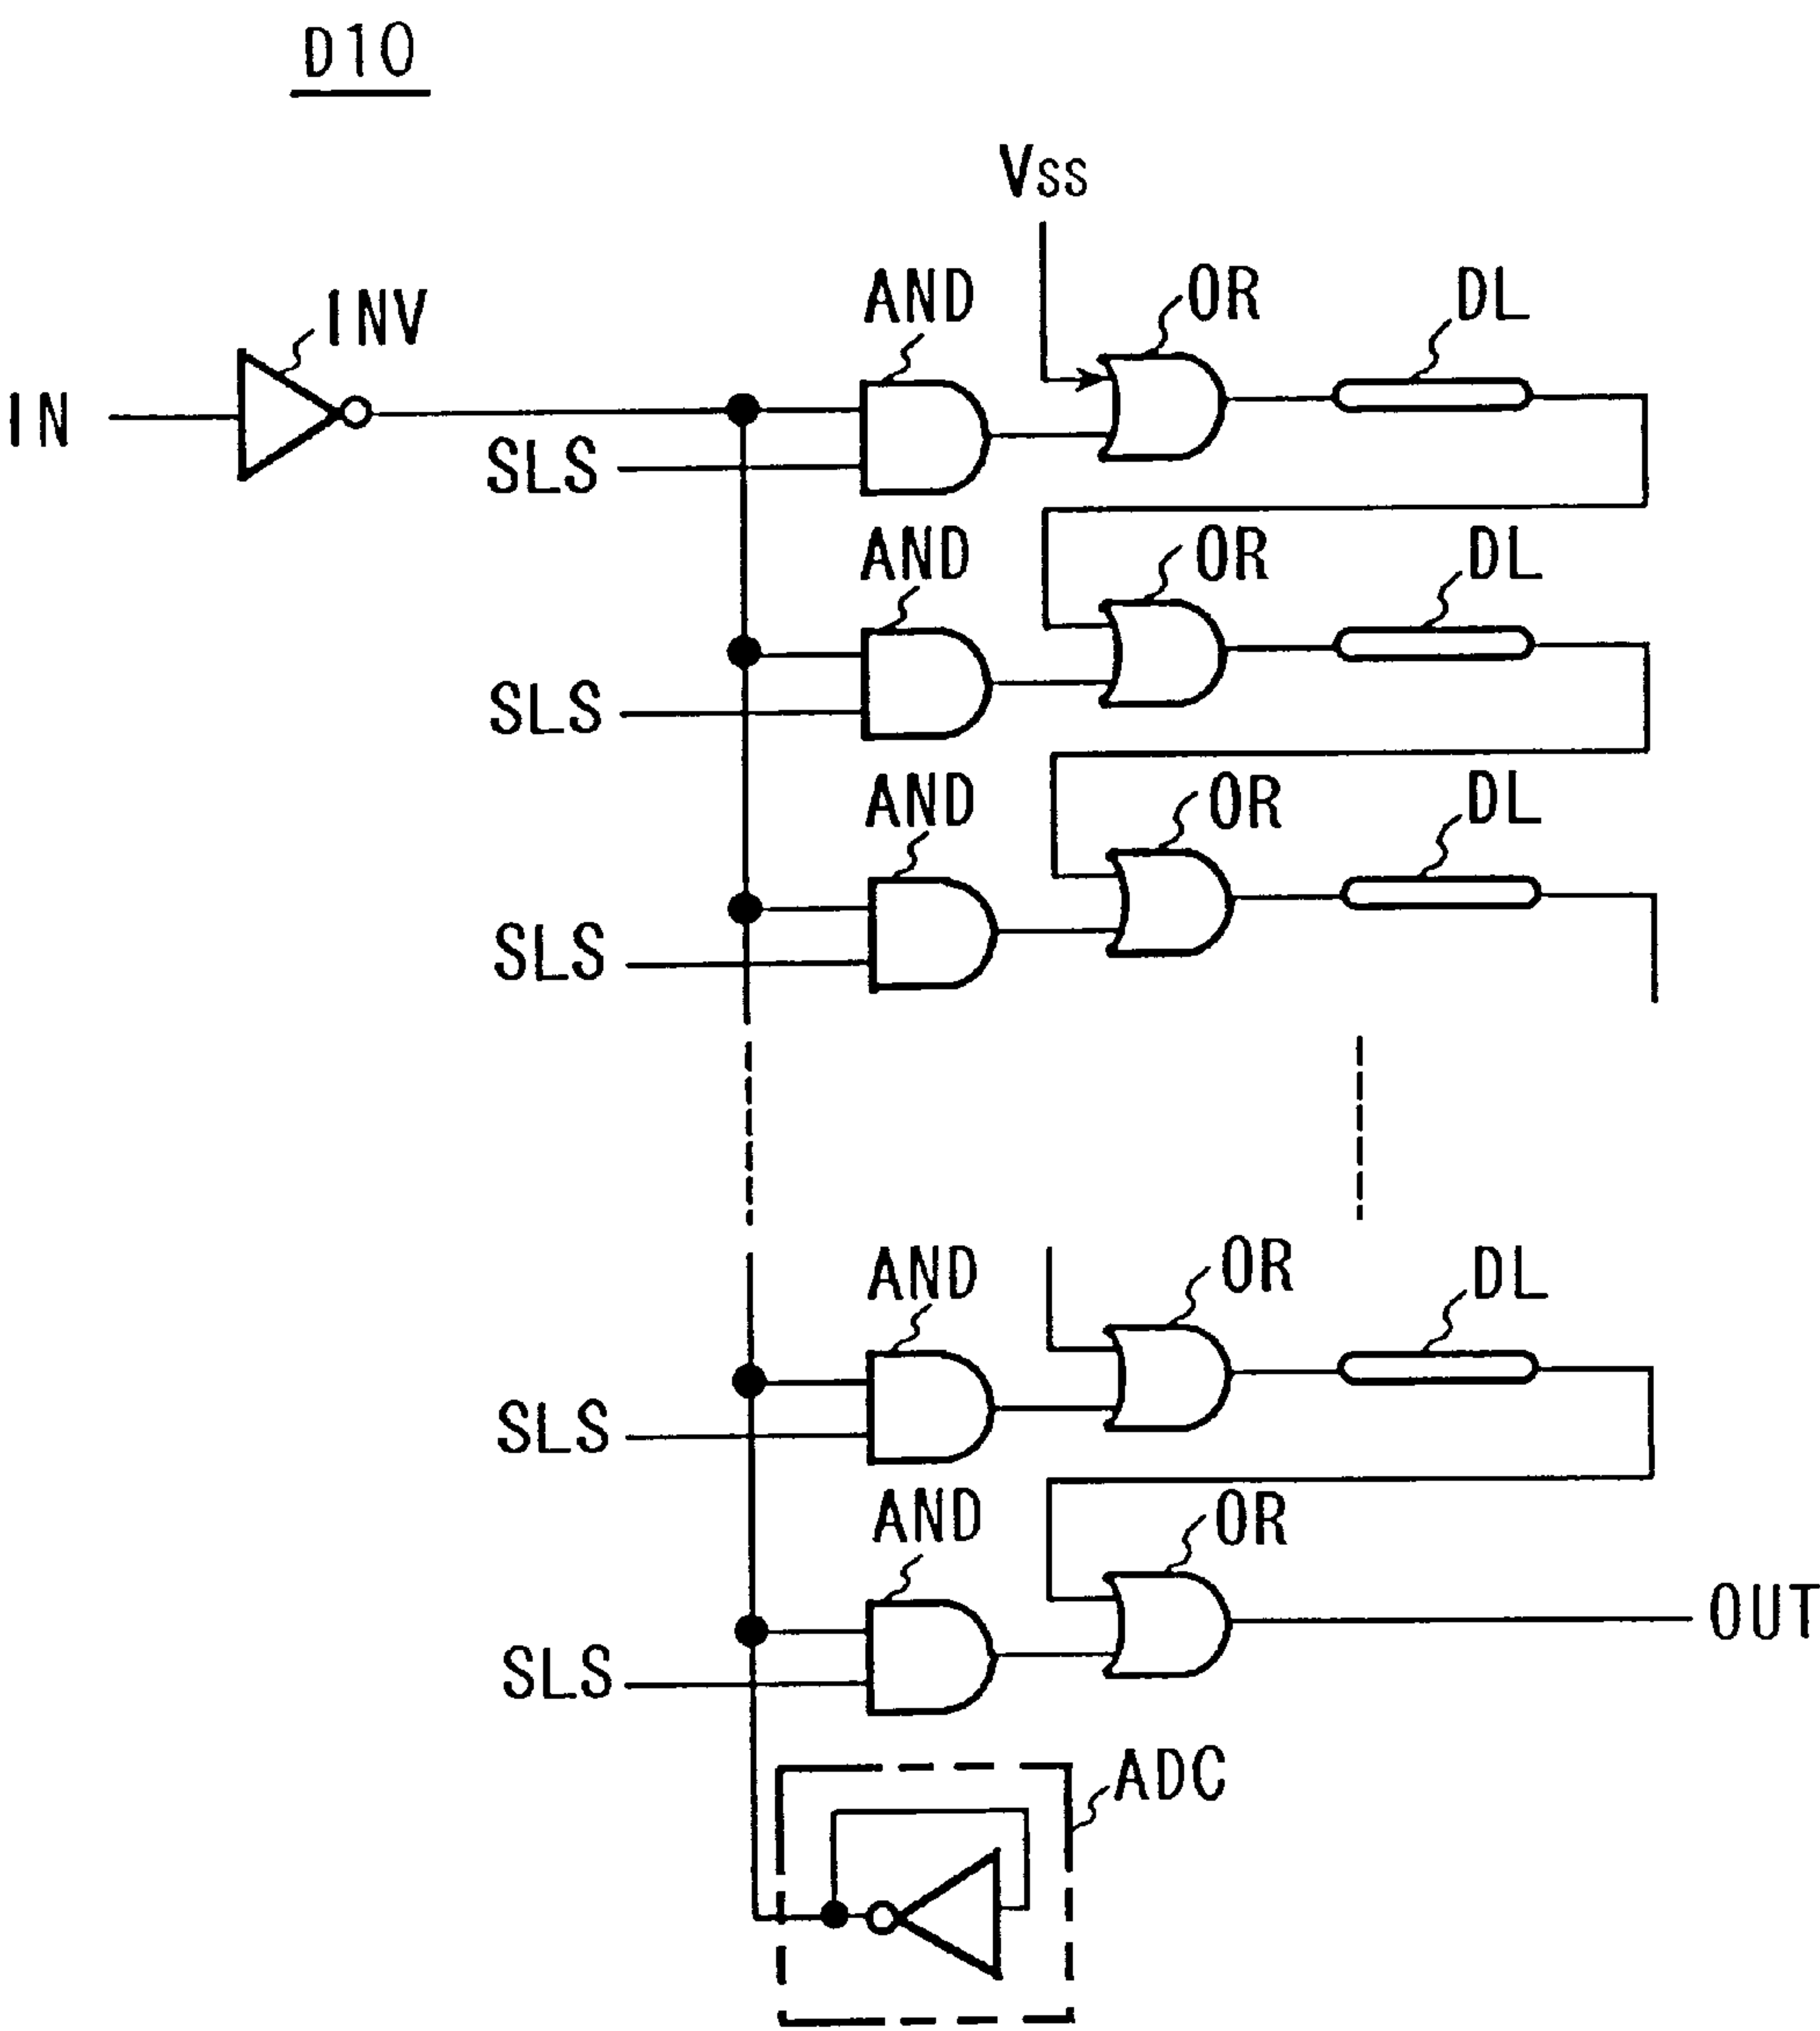 D10
Vss
AND OR DL
INV
IN
SLS
AND OR DL
SLS
AND OR DL
SLS
AND OR DL
SLS
AND OR
OUT
SLS
ADC